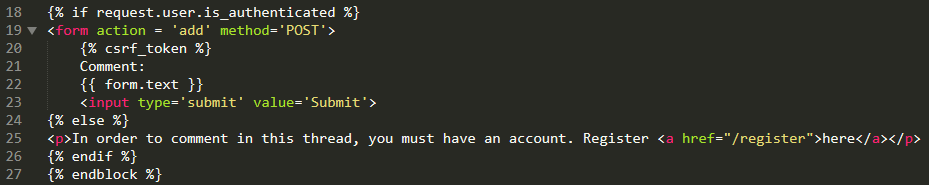 18 {% if request.user.is_authenticated %}
19 <form action = 'add' method='POST'>
20 {% csrf_token %}
21 Comment:
22 {{ form.text }}
23 <input type='submit' value='Submit'>
24 {% else %}
25 <p>In order to comment in this thread, you must have an account. Register <a href="/register">here</a></p>
26 {% endif %}
27 {% endblock %}